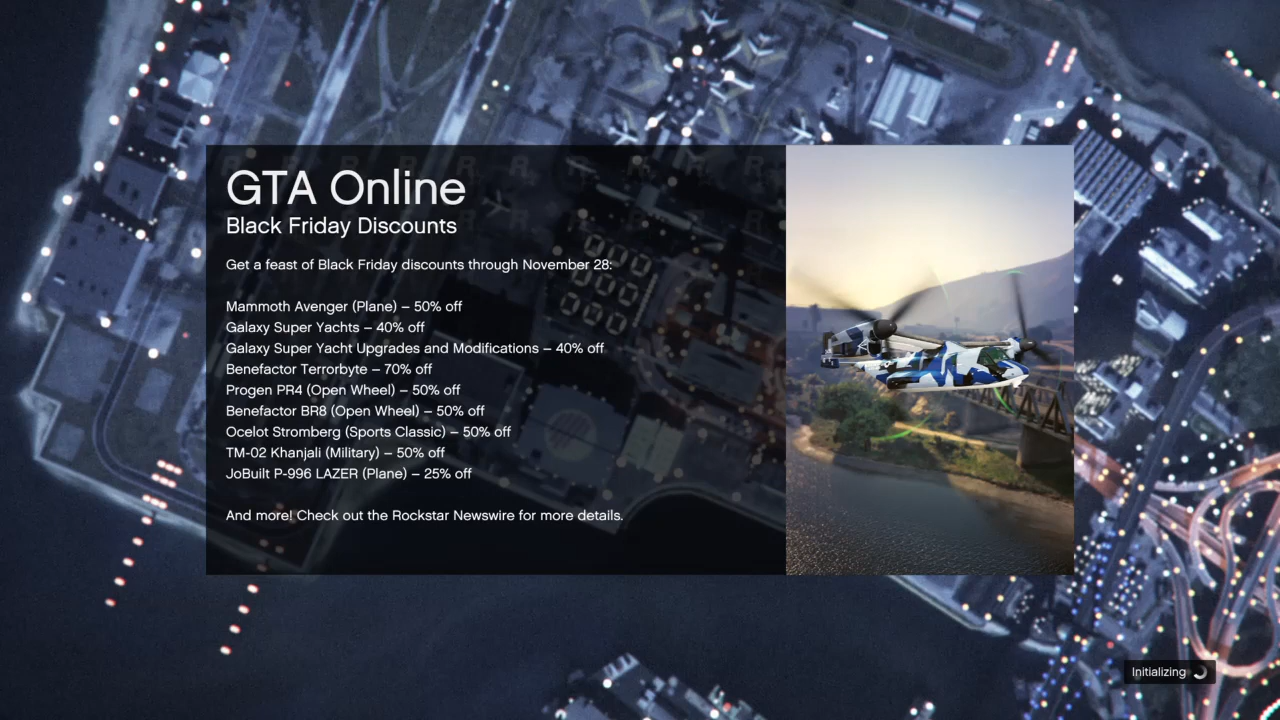 GTA Online
Black Friday Discounts
Get a feast of Black Friday discounts through November 28:
Mammoth Avenger (Plane) – 50% off
Galaxy Super Yachts – 40% off
Galaxy Super Yacht Upgrades and Modifications – 40% off
Benefactor Terrorbyte – 70% off
Progen PR4 (Open Wheel) – 50% off
Benefactor BR8 (Open Wheel) – 50% off
Ocelot Stromberg (Sports Classic) – 50% off
TM-02 Khanjali (Military) – 50% off
JoBuilt P-996 LAZER (Plane) – 25% off
And more! Check out the Rockstar Newswire for more details.
Initializing